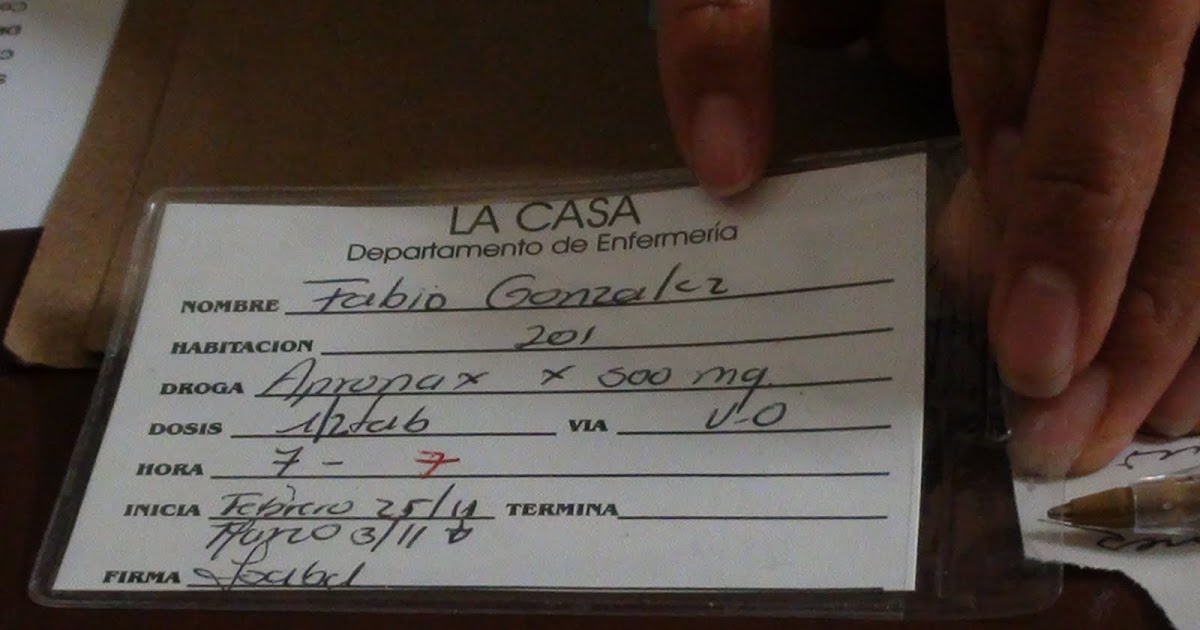 LA CASA
Departamento de Enfermería
NOMBRE Fabio Gonzalez
HABITACION 201
DROGA Apronax x 500 mg
DOSIS 1/2 tab VIA V-O
HORA 7 - 7
INICIA Febrero 25/11 TERMINA
Marzo 3/11
FIRMA Isabel